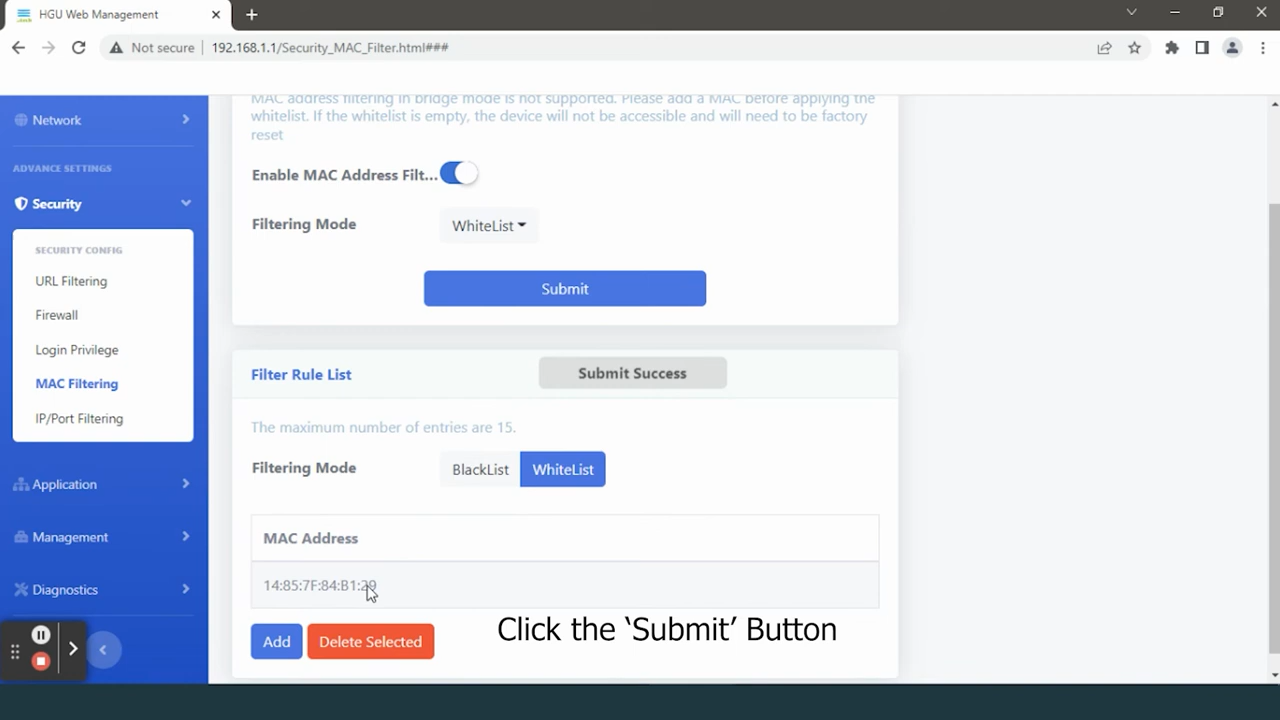 HGU Web Management
Not secure
192.168.1.1/Security_MAC_Filter.html###
Network
ADVANCE SETTINGS
Security
SECURITY CONFIG
URL Filtering
Firewall
Login Privilege
MAC Filtering
IP/Port Filtering
Application
Management
Diagnostics
MAC address filtering in bridge mode is not supported. Please add a MAC before applying the
whitelist. If the whitelist is empty, the device will not be accessible and will need to be factory
reset
Enable MAC Address Filt...
Filtering Mode
WhiteList
Submit
Filter Rule List
Submit Success
The maximum number of entries are 15.
Filtering Mode
BlackList
WhiteList
MAC Address
14:85:7F:84:B1:29
Add
Delete Selected
Click the ‘Submit’ Button